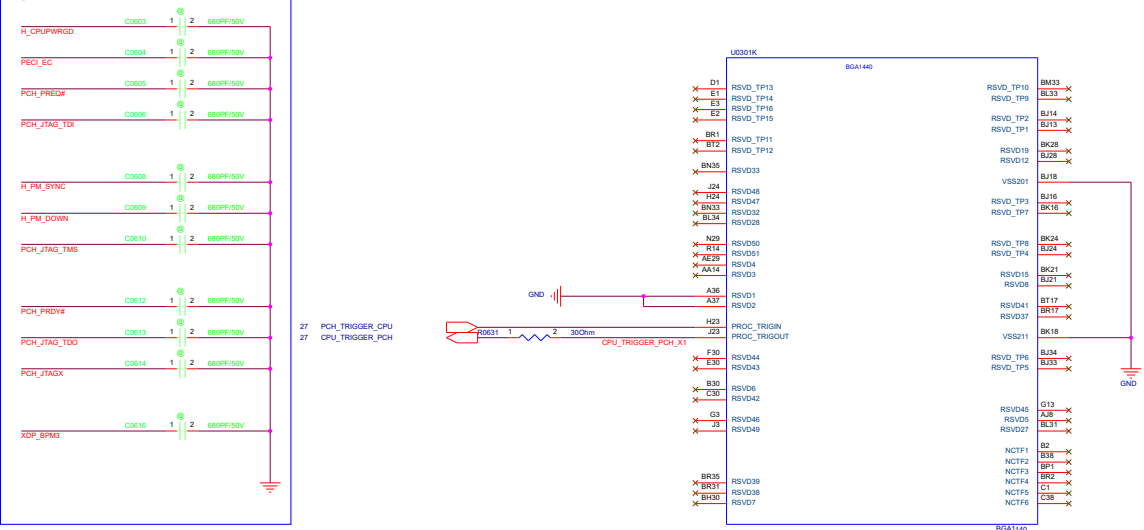 @
H_CPUPWRGD C0603 1 2 680PF/50V
@
PECI_EC C0604 1 2 680PF/50V
@
PCH_PREQ# C0605 1 2 680PF/50V
@
PCH_JTAG_TDI C0606 1 2 680PF/50V
@
H_PM_SYNC C0608 1 2 680PF/50V
@
H_PM_DOWN C0609 1 2 680PF/50V
@
PCH_JTAG_TMS C0610 1 2 680PF/50V
@
PCH_PRDY# C0612 1 2 680PF/50V
@
PCH_JTAG_TDO C0613 1 2 680PF/50V
@
PCH_JTAGX C0614 1 2 680PF/50V
@
XDP_BPM3 C0616 1 2 680PF/50V
U0301K
BGA1440
D1 RSVD_TP13
E1 RSVD_TP14
E3 RSVD_TP16
E2 RSVD_TP15
BR1 RSVD_TP11
BT2 RSVD_TP12
BN35 RSVD33
J24 RSVD48
H24 RSVD47
BN33 RSVD32
BL34 RSVD28
N29 RSVD50
R14 RSVD51
AE29 RSVD4
AA14 RSVD3
GND A36 RSVD1
A37 RSVD2
27 PCH_TRIGGER_CPU H23 PROC_TRIGIN
27 CPU_TRIGGER_PCH R0631 1 2 30Ohm J23 PROC_TRIGOUT
CPU_TRIGGER_PCH_X1
F30 RSVD44
E30 RSVD43
B30 RSVD6
C30 RSVD42
G3 RSVD46
J3 RSVD49
BR35 RSVD39
BR31 RSVD38
BH30 RSVD7
RSVD_TP10 BM33
RSVD_TP9 BL33
RSVD_TP2 BJ14
RSVD_TP1 BJ13
RSVD19 BK28
RSVD12 BJ28
VSS201 BJ18
RSVD_TP3 BJ16
RSVD_TP7 BK16
RSVD_TP8 BK24
RSVD_TP4 BJ24
RSVD15 BK21
RSVD8 BJ21
RSVD41 BT17
RSVD37 BR17
VSS211 BK18
RSVD_TP6 BJ34
RSVD_TP5 BJ33
GND
RSVD45 G13
RSVD5 AJ8
RSVD27 BL31
NCTF1 B2
NCTF2 B38
NCTF3 BP1
NCTF4 BR2
NCTF5 C1
NCTF6 C38